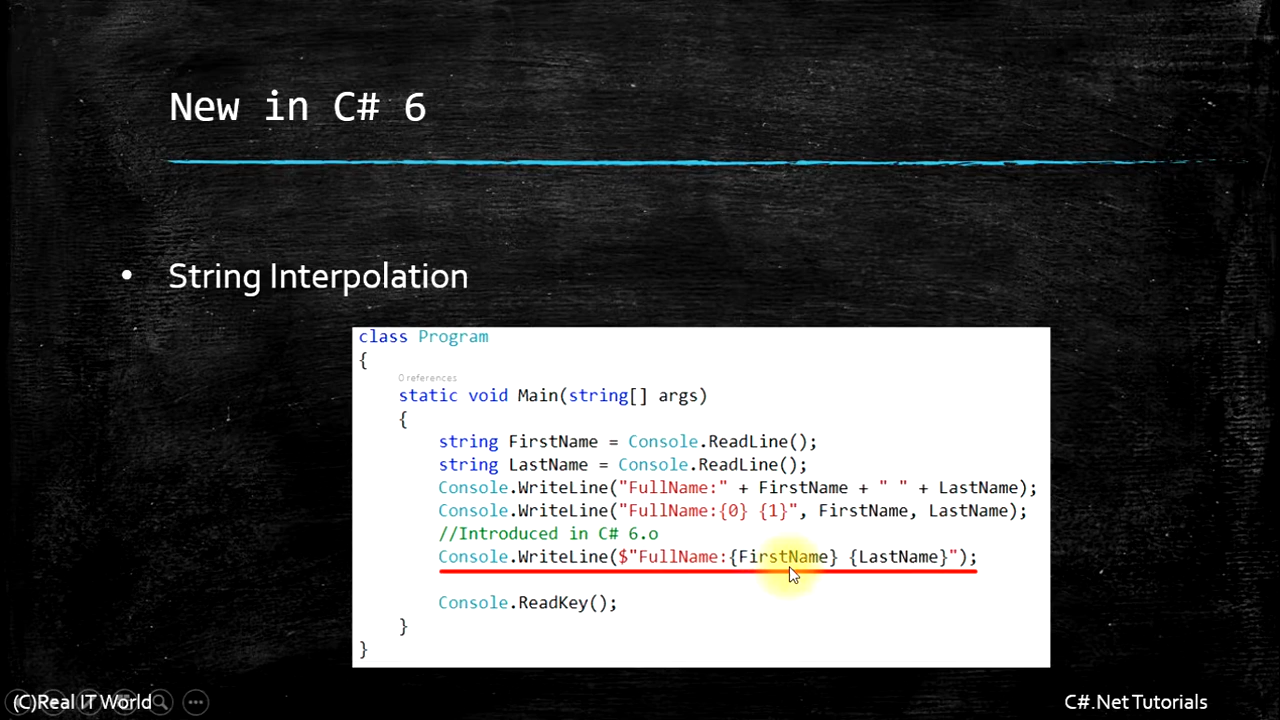 New in C# 6
• String Interpolation
class Program
{
0 references
static void Main(string[] args)
{
string FirstName = Console.ReadLine();
string LastName = Console.ReadLine();
Console.WriteLine("FullName:" + FirstName + " " + LastName);
Console.WriteLine("FullName:{0} {1}", FirstName, LastName);
//Introduced in C# 6.o
Console.WriteLine($"FullName:{FirstName} {LastName}");
Console.ReadKey();
}
}
(C)Real IT World
C#.Net Tutorials